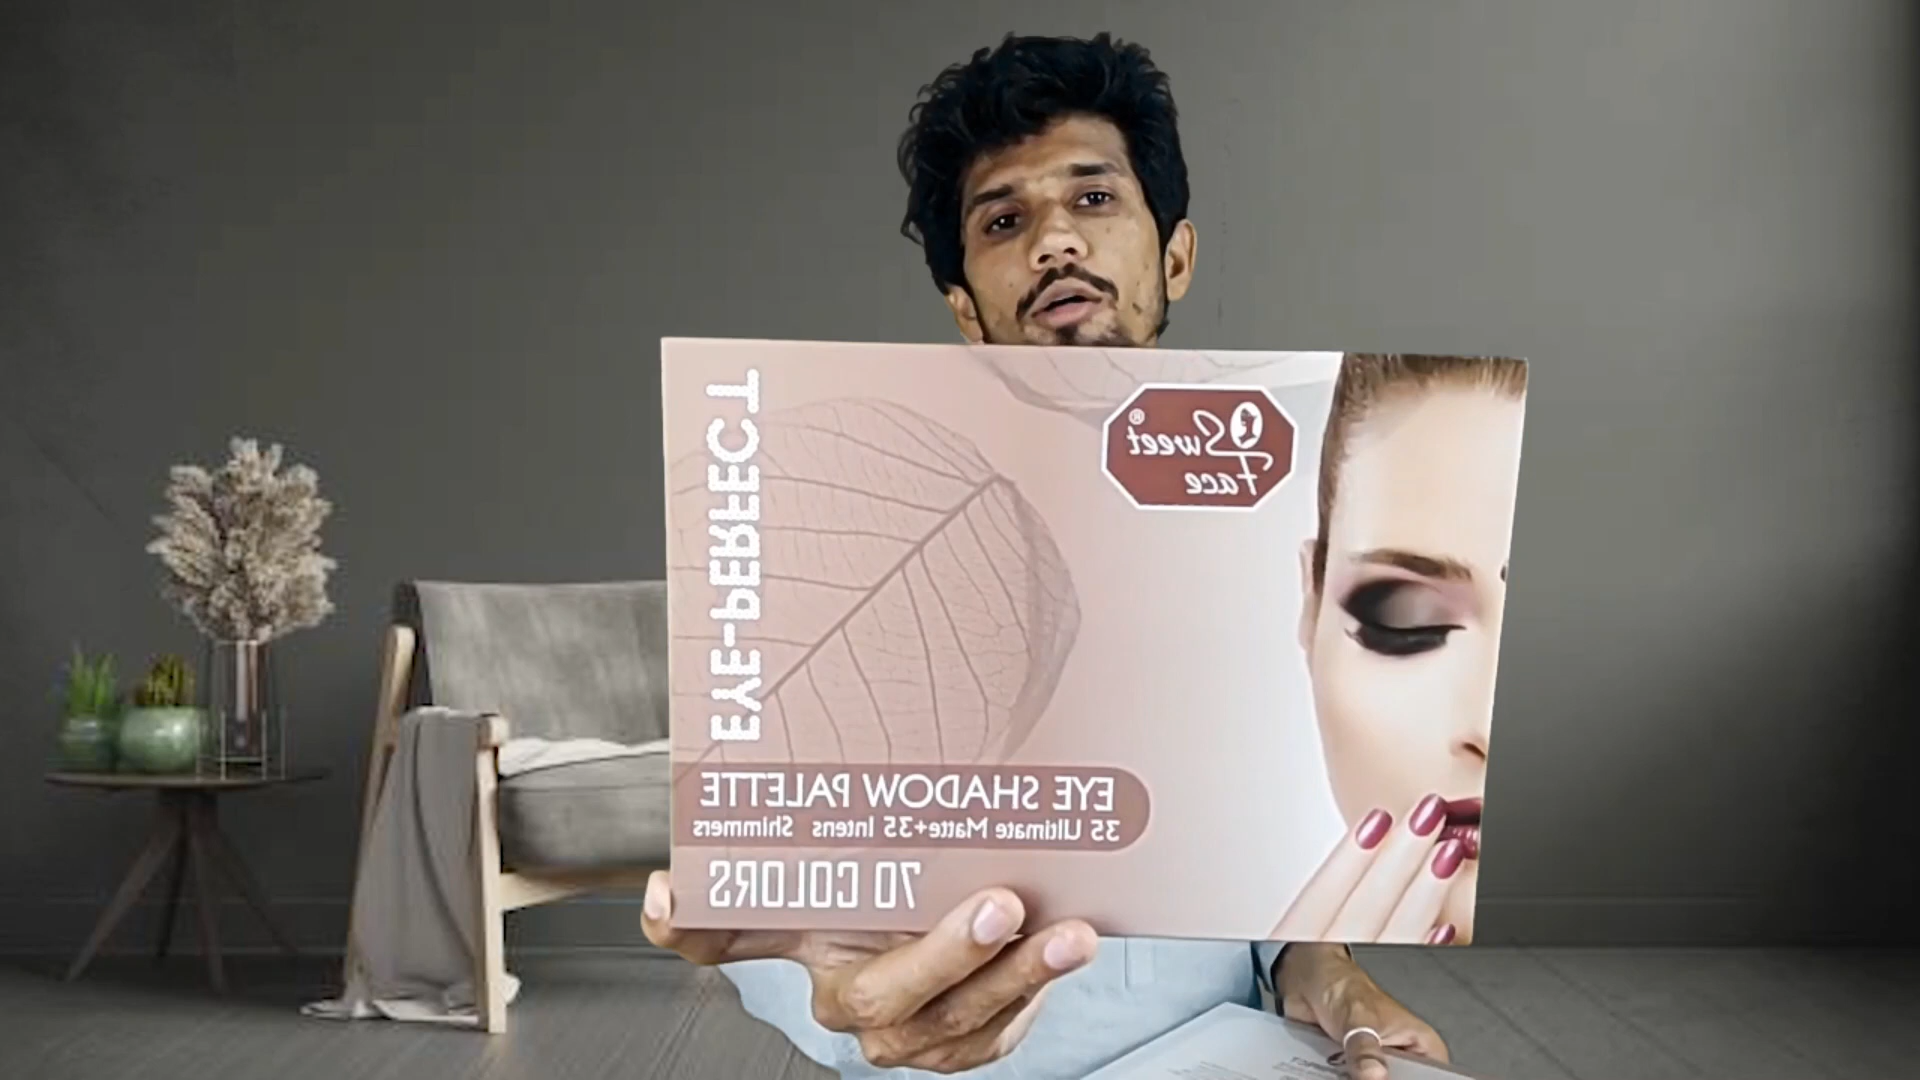 EYE-PERFECT
Sweet®
Face
EYE SHADOW PALETTE
35 Ultimate Matte+35 Intens Shimmers
70 COLORS